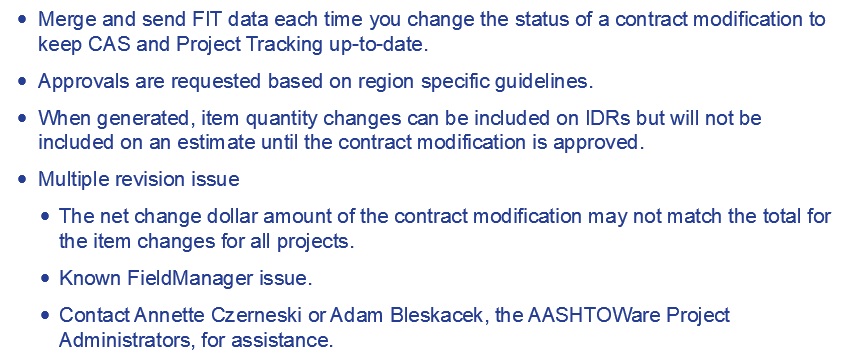 • Merge and send FIT data each time you change the status of a contract modification to
keep CAS and Project Tracking up-to-date.
• Approvals are requested based on region specific guidelines.
• When generated, item quantity changes can be included on IDRs but will not be
included on an estimate until the contract modification is approved.
• Multiple revision issue
• The net change dollar amount of the contract modification may not match the total for
the item changes for all projects.
• Known FieldManager issue.
• Contact Annette Czerneski or Adam Bleskacek, the AASHTOWare Project
Administrators, for assistance.